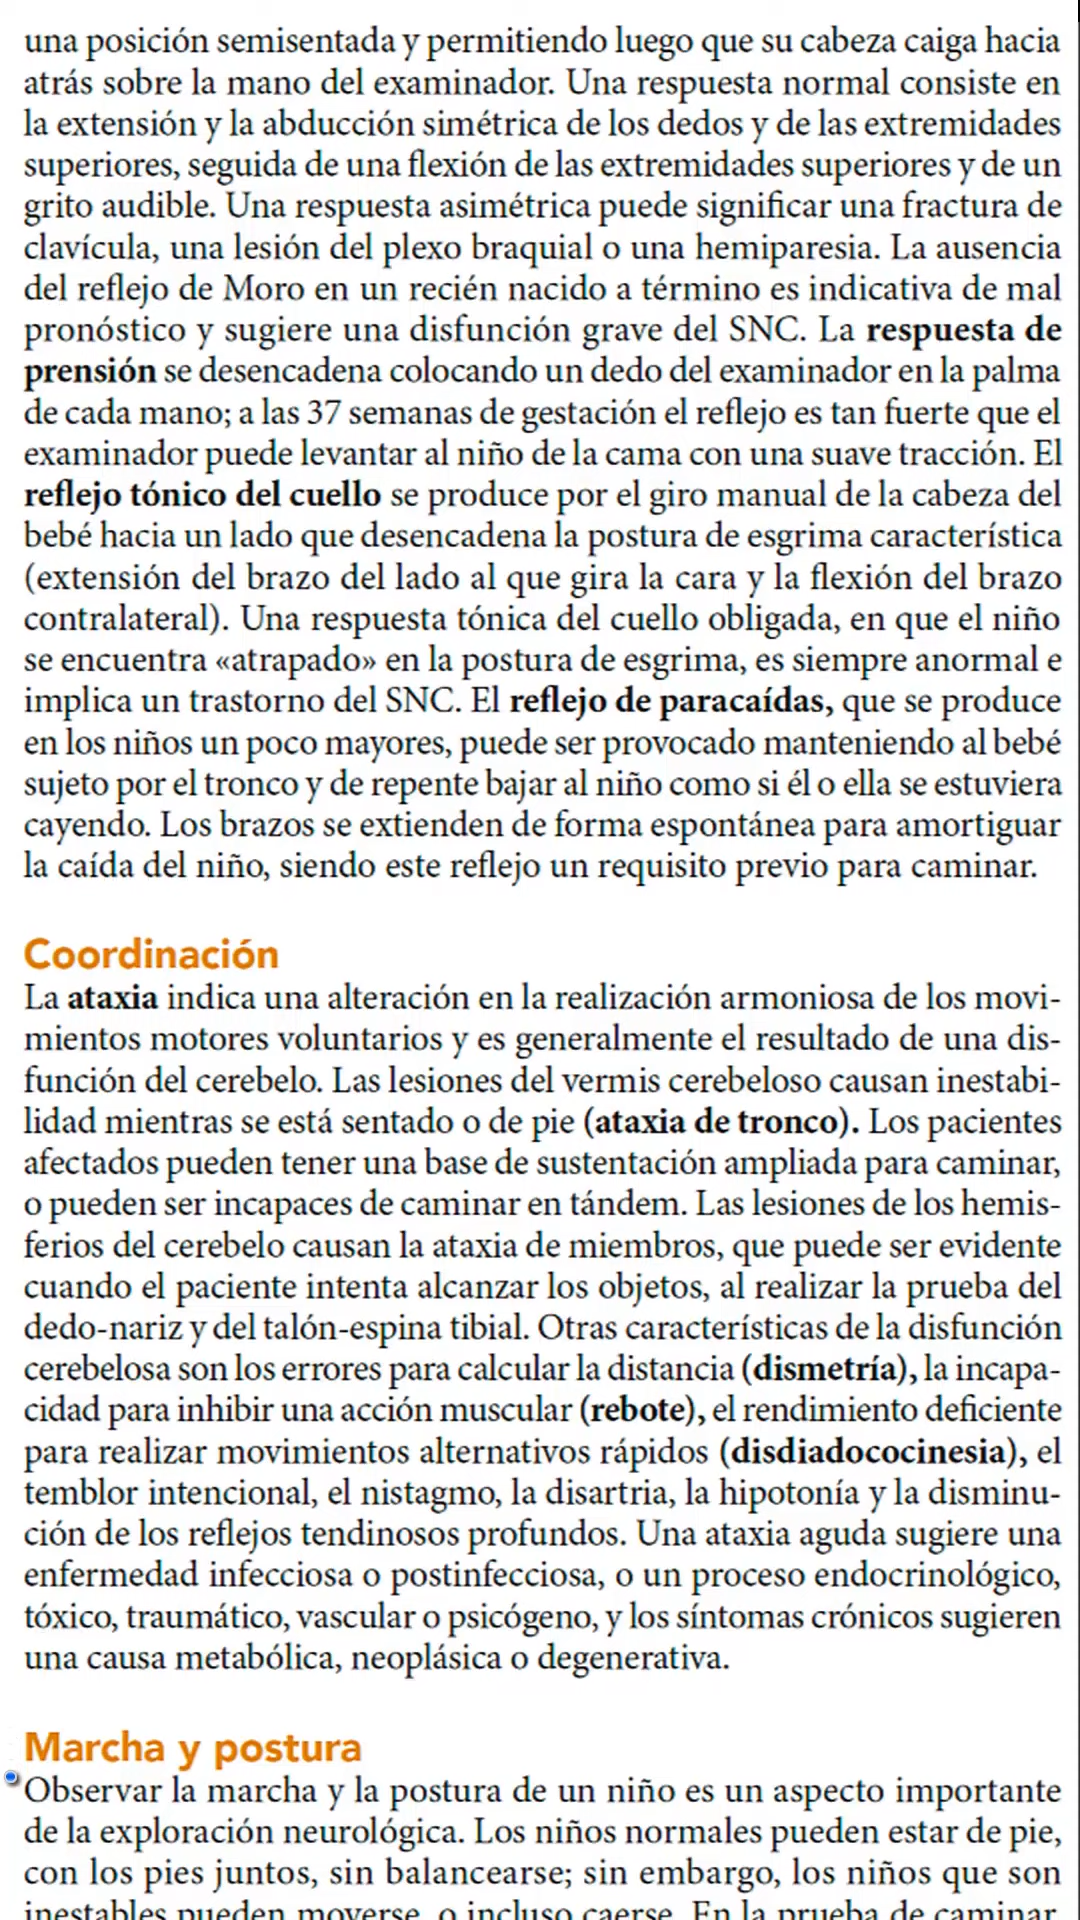 una posición semisentada y permitiendo luego que su cabeza caiga hacia
atrás sobre la mano del examinador. Una respuesta normal consiste en
la extensión y la abducción simétrica de los dedos y de las extremidades
superiores, seguida de una flexión de las extremidades superiores y de un
grito audible. Una respuesta asimétrica puede significar una fractura de
clavícula, una lesión del plexo braquial o una hemiparesia. La ausencia
del reflejo de Moro en un recién nacido a término es indicativa de mal
pronóstico y sugiere una disfunción grave del SNC. La respuesta de
prensión se desencadena colocando un dedo del examinador en la palma
de cada mano; a las 37 semanas de gestación el reflejo es tan fuerte que el
examinador puede levantar al niño de la cama con una suave tracción. El
reflejo tónico del cuello se produce por el giro manual de la cabeza del
bebé hacia un lado que desencadena la postura de esgrima característica
(extensión del brazo del lado al que gira la cara y la flexión del brazo
contralateral). Una respuesta tónica del cuello obligada, en que el niño
se encuentra «atrapado» en la postura de esgrima, es siempre anormal e
implica un trastorno del SNC. El reflejo de paracaídas, que se produce
en los niños un poco mayores, puede ser provocado manteniendo al bebé
sujeto por el tronco y de repente bajar al niño como si él o ella se estuviera
cayendo. Los brazos se extienden de forma espontánea para amortiguar
la caída del niño, siendo este reflejo un requisito previo para caminar.
Coordinación
La ataxia indica una alteración en la realización armoniosa de los movi-
mientos motores voluntarios y es generalmente el resultado de una dis-
función del cerebelo. Las lesiones del vermis cerebeloso causan inestabi-
lidad mientras se está sentado o de pie (ataxia de tronco). Los pacientes
afectados pueden tener una base de sustentación ampliada para caminar,
o pueden ser incapaces de caminar en tándem. Las lesiones de los hemis-
ferios del cerebelo causan la ataxia de miembros, que puede ser evidente
cuando el paciente intenta alcanzar los objetos, al realizar la prueba del
dedo-nariz y del talón-espina tibial. Otras características de la disfunción
cerebelosa son los errores para calcular la distancia (dismetría), la incapa-
cidad para inhibir una acción muscular (rebote), el rendimiento deficiente
para realizar movimientos alternativos rápidos (disdiadococinesia), el
temblor intencional, el nistagmo, la disartria, la hipotonía y la disminu-
ción de los reflejos tendinosos profundos. Una ataxia aguda sugiere una
enfermedad infecciosa o postinfecciosa, o un proceso endocrinológico,
tóxico, traumático, vascular o psicógeno, y los síntomas crónicos sugieren
una causa metabólica, neoplásica o degenerativa.
Marcha y postura
Observar la marcha y la postura de un niño es un aspecto importante
de la exploración neurológica. Los niños normales pueden estar de pie,
con los pies juntos, sin balancearse; sin embargo, los niños que son
inestables pueden moverse, o incluso caerse. En la prueba de caminar